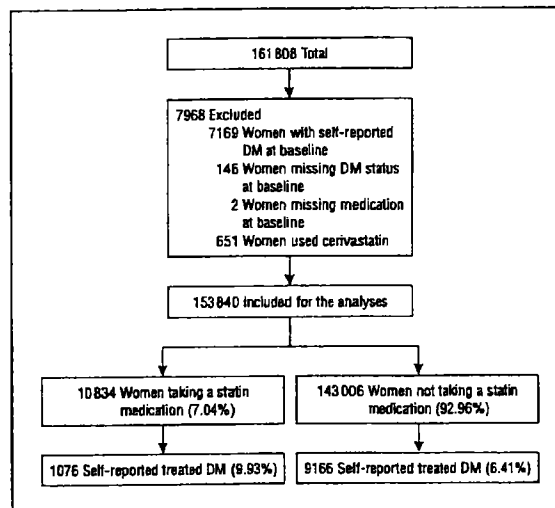 161 808 Total
7968 Excluded
7169 Women with self-reported
DM at baseline
146 Women missing DM status
at baseline
2 Women missing medication
at baseline
651 Women used cerivastatin
153 840 Included for the analyses
10 834 Women taking a statin
medication (7.04%)
143 006 Women not taking a statin
medication (92.96%)
1076 Self-reported treated DM (9.93%)
9166 Self-reported treated DM (6.41%)